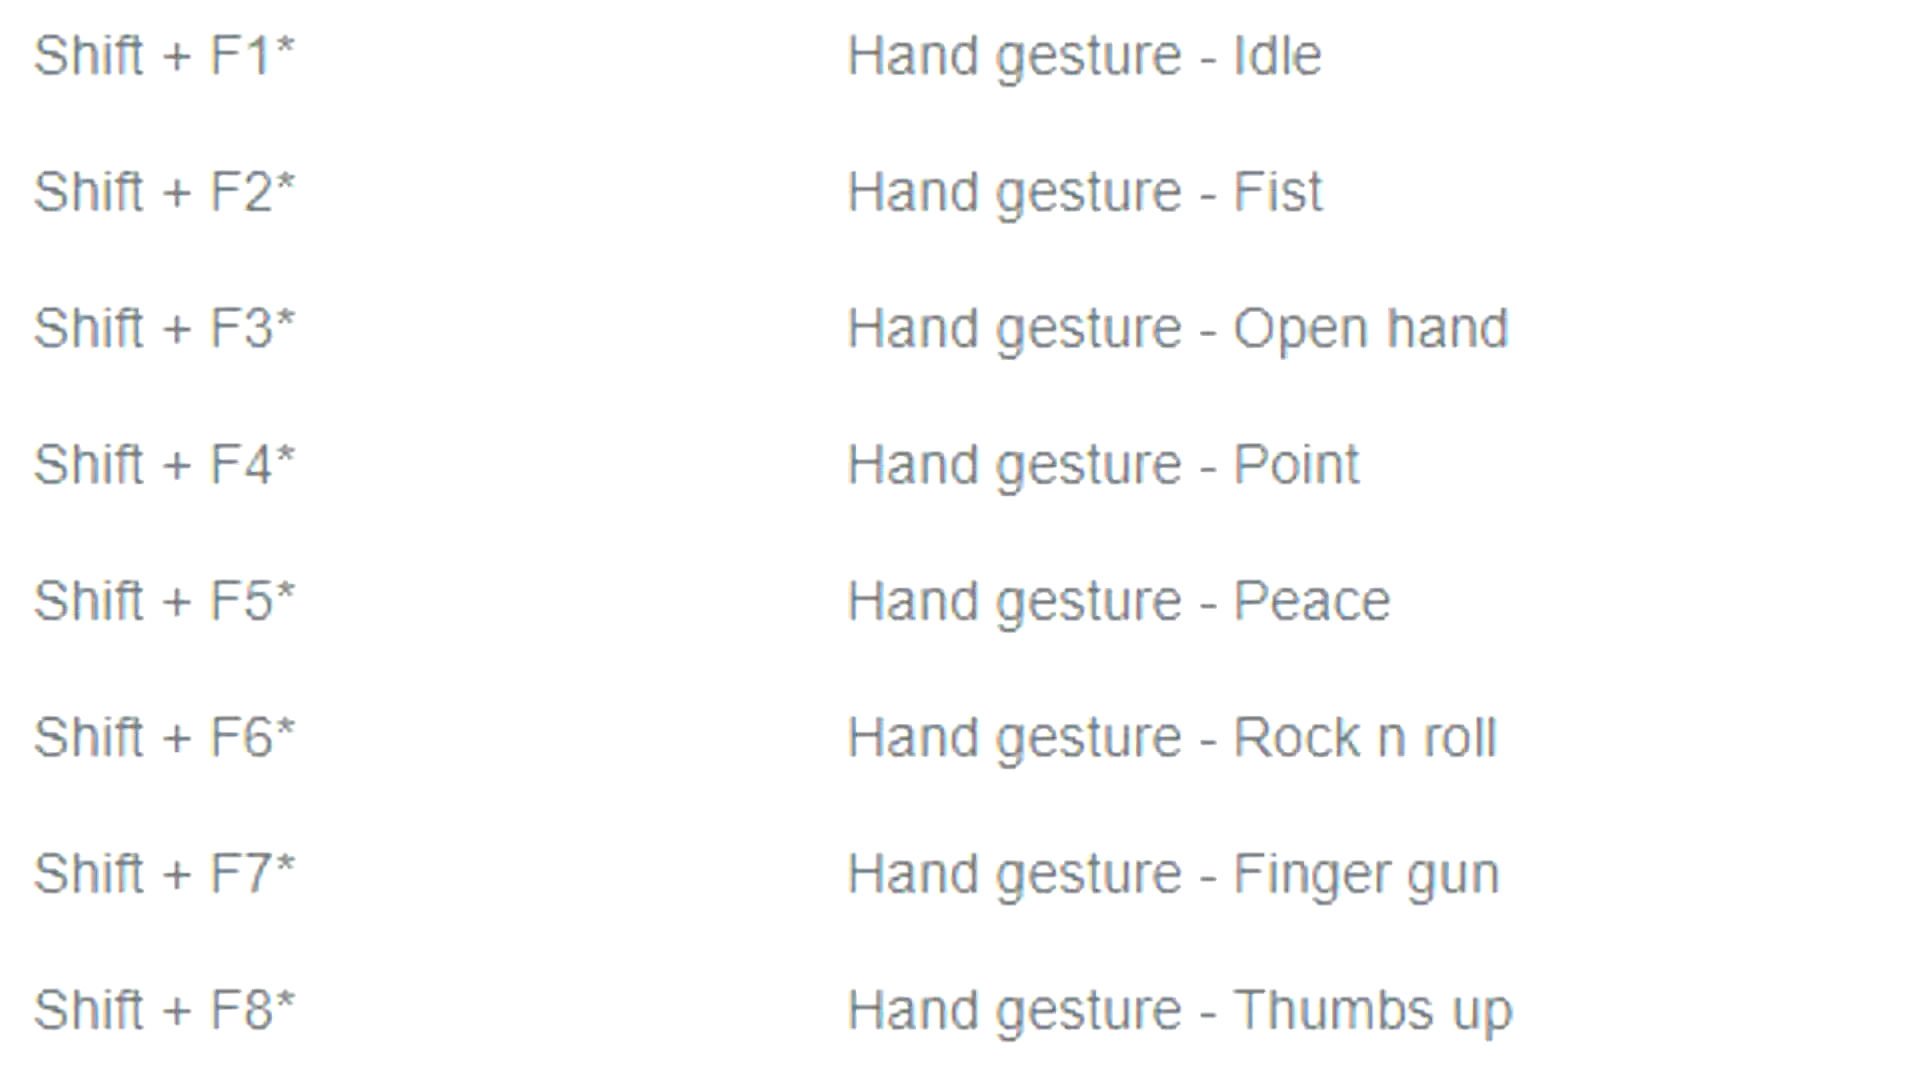 Shift + F1* Hand gesture - Idle
Shift + F2* Hand gesture - Fist
Shift + F3* Hand gesture - Open hand
Shift + F4* Hand gesture - Point
Shift + F5* Hand gesture - Peace
Shift + F6* Hand gesture - Rock n roll
Shift + F7* Hand gesture - Finger gun
Shift + F8* Hand gesture - Thumbs up